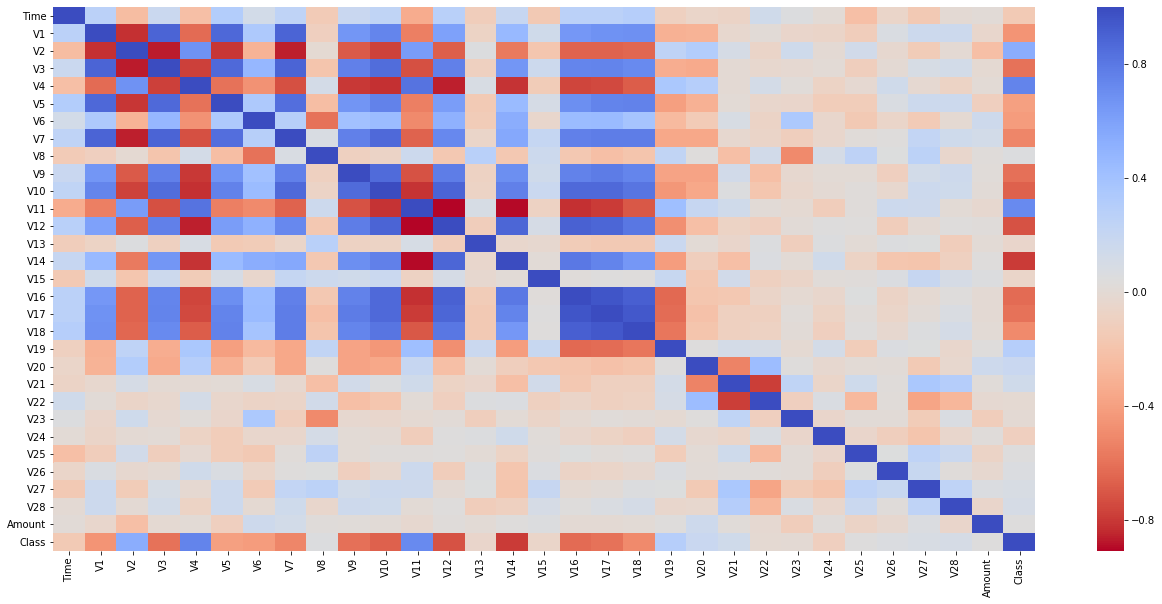 Time
V1
V2
V3
V4
V5
V6
V7
V8
V9
V10
V11
V12
V13
V14
V15
V16
V17
V18
V19
V20
V21
V22
V23
V24
V25
V26
V27
V28
Amount
Class
Time
V1
V2
V3
V4
V5
V6
V7
V8
V9
V10
V11
V12
V13
V14
V15
V16
V17
V18
V19
V20
V21
V22
V23
V24
V25
V26
V27
V28
Amount
Class
0.8
0.4
0.0
−0.4
−0.8